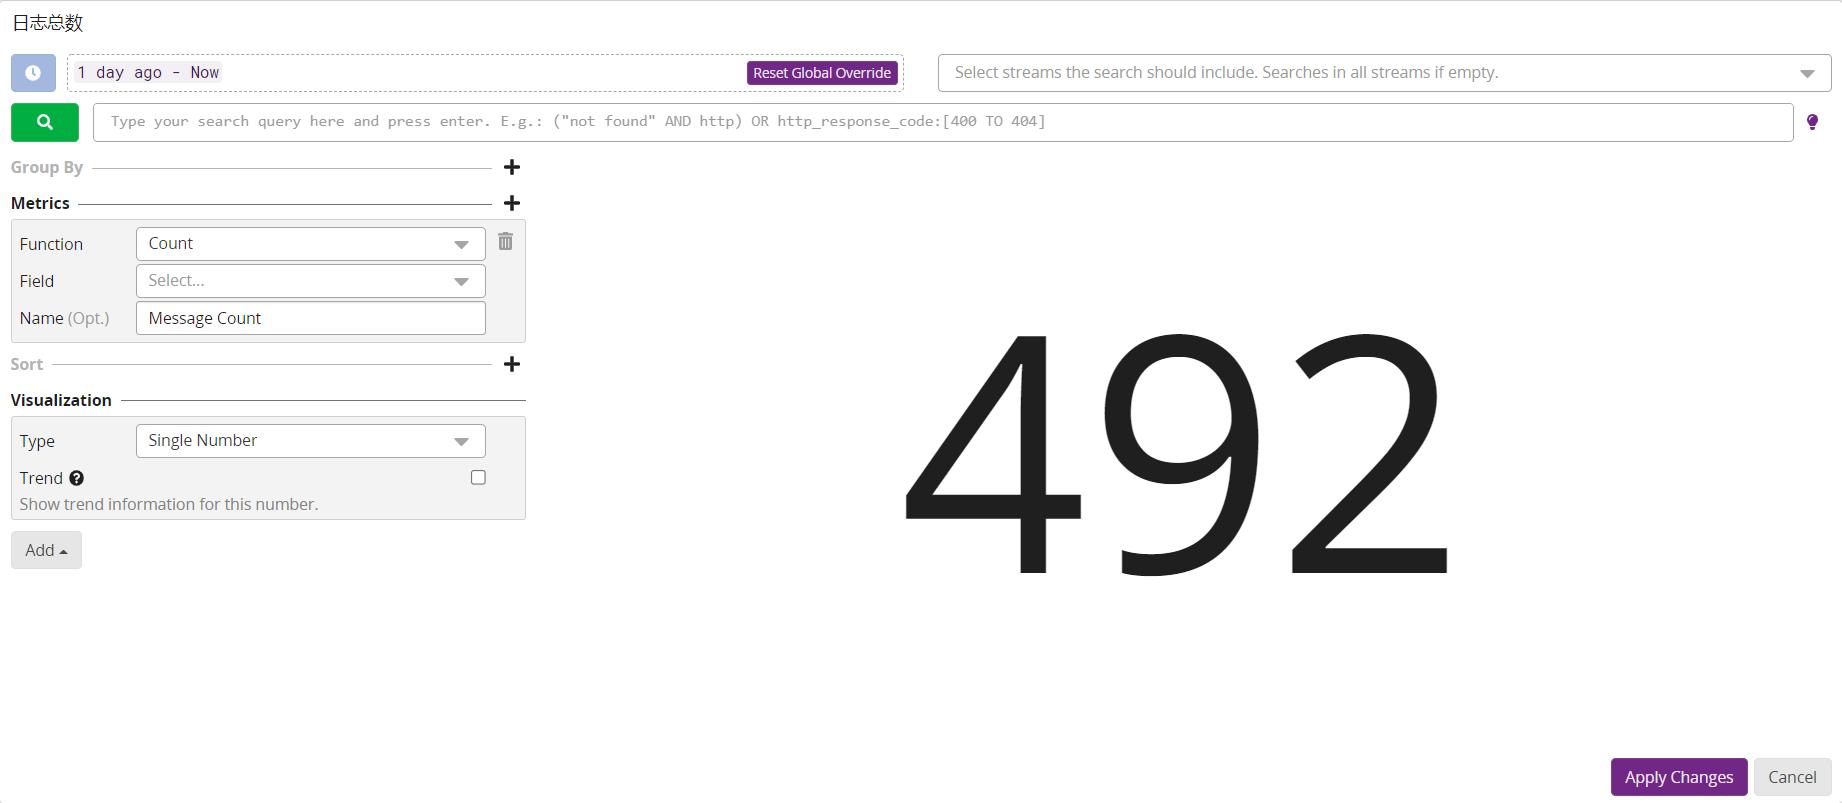 日志总数
1 day ago - Now
Reset Global Override
Select streams the search should include. Searches in all streams if empty.
Type your search query here and press enter. E.g.: ("not found" AND http) OR http_response_code:[400 TO 404]
Group By
Metrics
Function
Count
Field
Select...
Name (Opt.)
Message Count
Sort
Visualization
Type
Single Number
Trend
Show trend information for this number.
Add
492
Apply Changes
Cancel